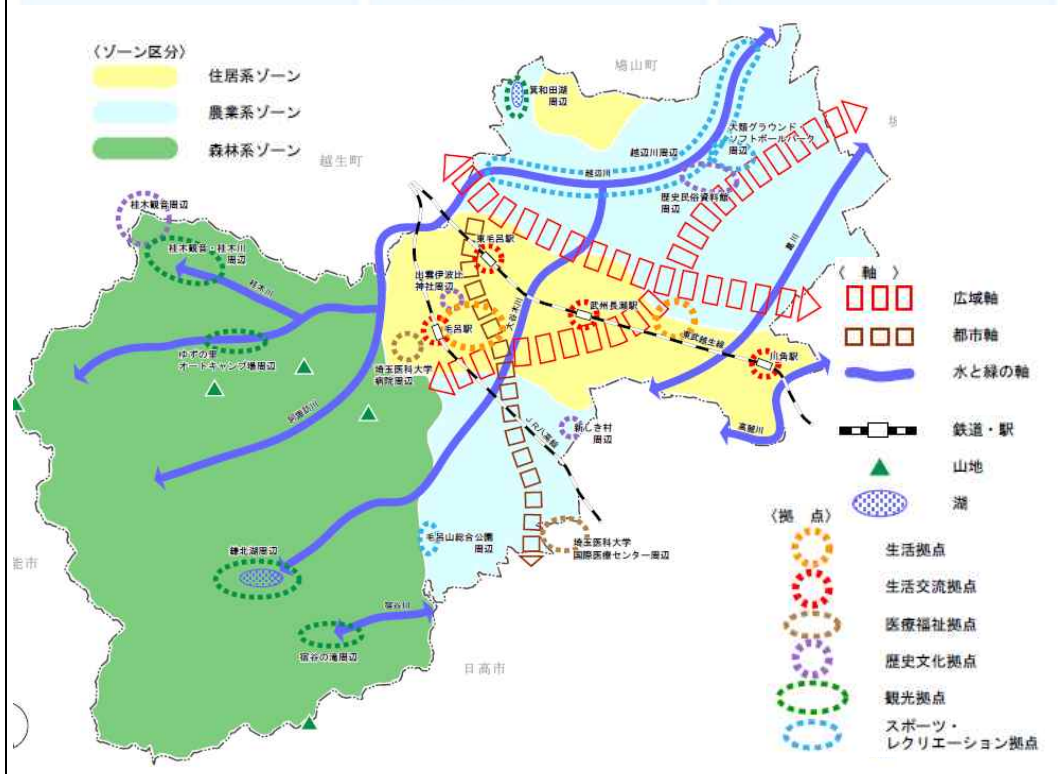 〈ゾーン区分〉
住居系ゾーン
農業系ゾーン
森林系ゾーン
鳩山町
越生町
坂
能市
日高市
箕和田湖
周辺
大類グラウンド・
ソフトボールパーク
周辺
越辺川周辺
越辺川
歴史民俗資料館
周辺
桂木観音周辺
桂木観音・桂木川
周辺
桂木川
東毛呂駅
出雲伊波比
神社周辺
毛呂駅
大谷木川
武州長瀬駅
東武越生線
川角駅
葛川
高麗川
ゆずの里
オートキャンプ場周辺
埼玉医科大学
病院周辺
阿諏訪川
JR八高線
新しき村
周辺
毛呂山総合公園
周辺
埼玉医科大学
国際医療センター周辺
鎌北湖周辺
宿谷川
宿谷の滝周辺
〈 軸 〉
広域軸
都市軸
水と緑の軸
鉄道・駅
山地
湖
〈拠 点〉
生活拠点
生活交流拠点
医療福祉拠点
歴史文化拠点
観光拠点
スポーツ・
レクリエーション拠点